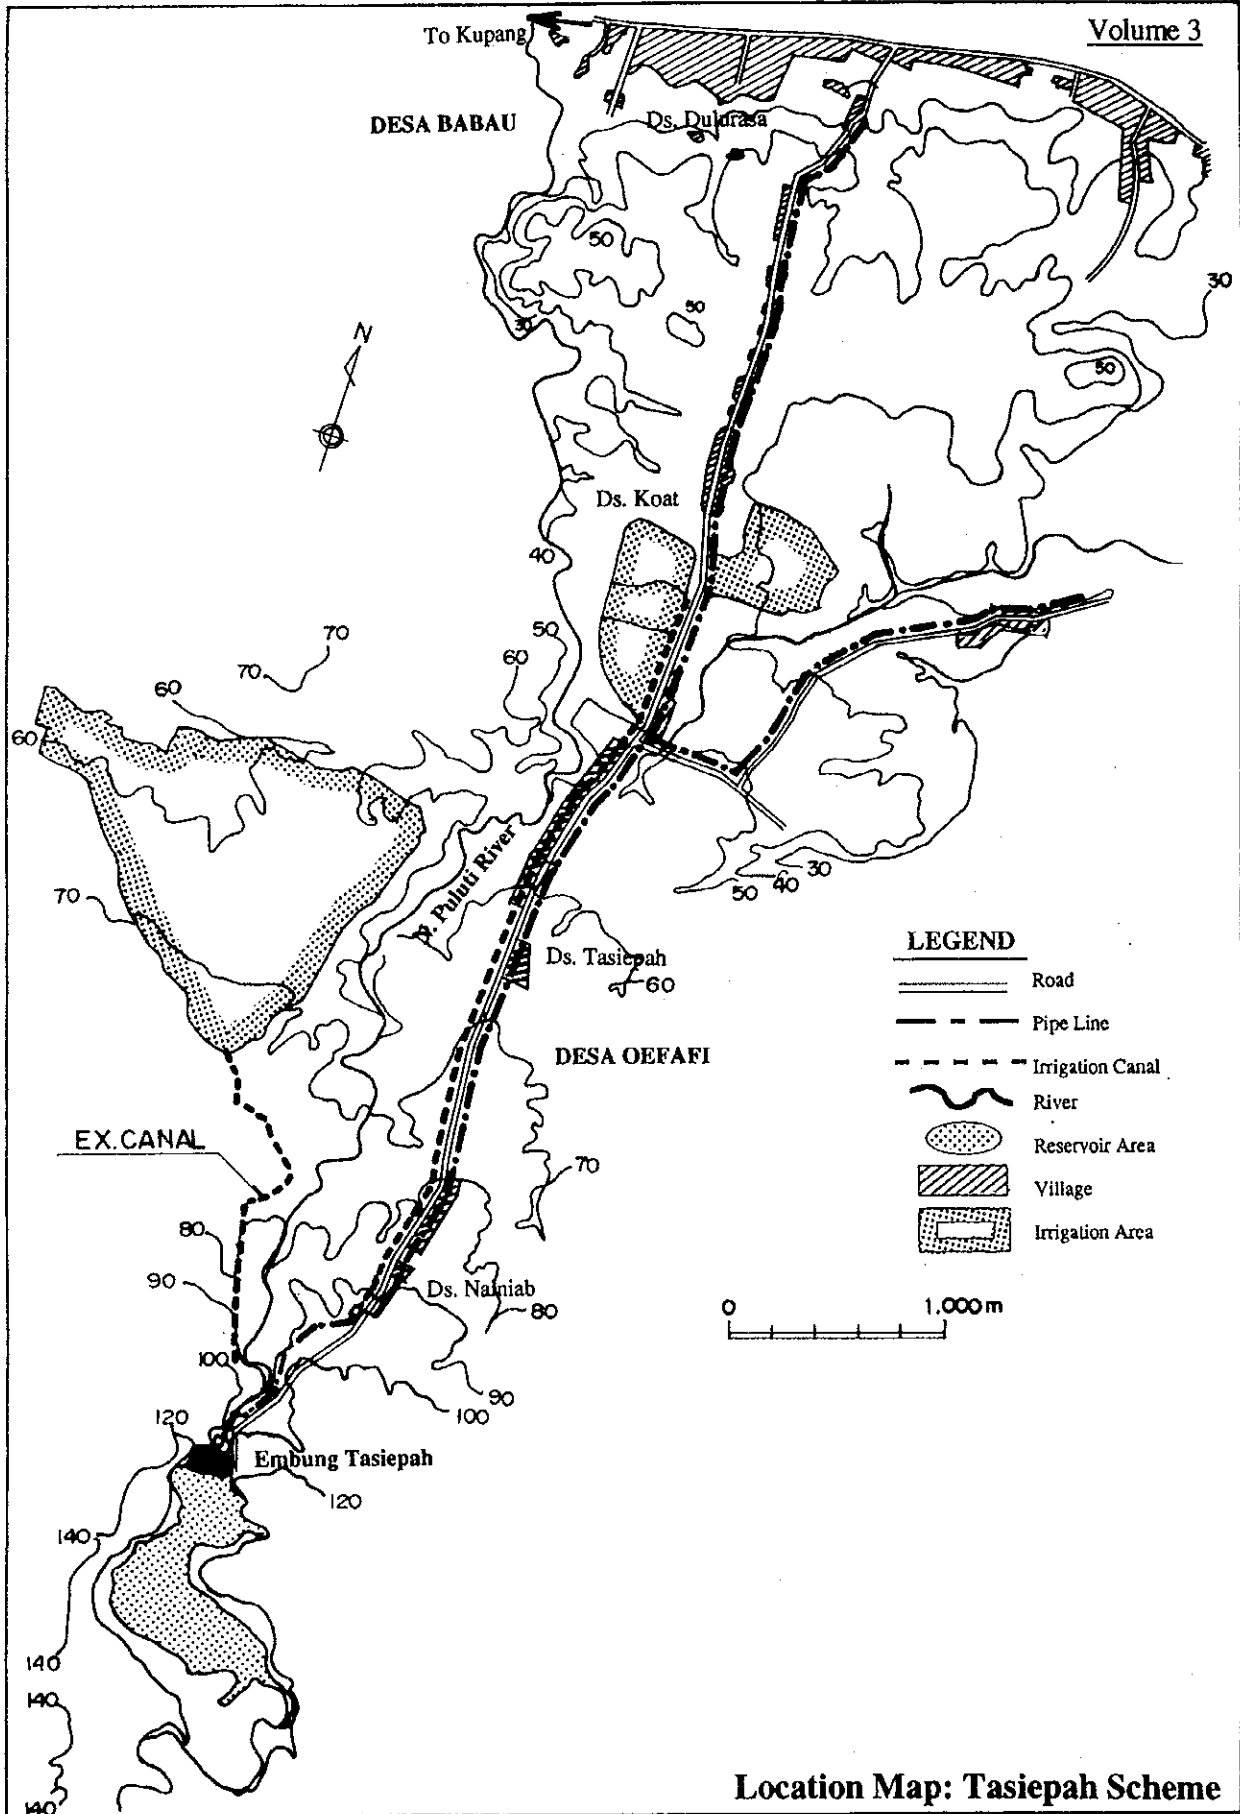 Volume 3
To Kupang
DESA BABAU
Ds. Dulurasa
50
30
50
30
50
N
40
Ds. Koat
40
50
60
70
70
60
60
70
N. Puluti River
50
40
30
Ds. Tasiepah
60
DESA OEFAFI
LEGEND
Road
Pipe Line
Irrigation Canal
River
Reservoir Area
Village
Irrigation Area
0
1,000 m
EX. CANAL
70
80
90
Ds. Namiab
80
100
90
100
120
Embung Tasiepah
120
140
140
140
140
Location Map: Tasiepah Scheme